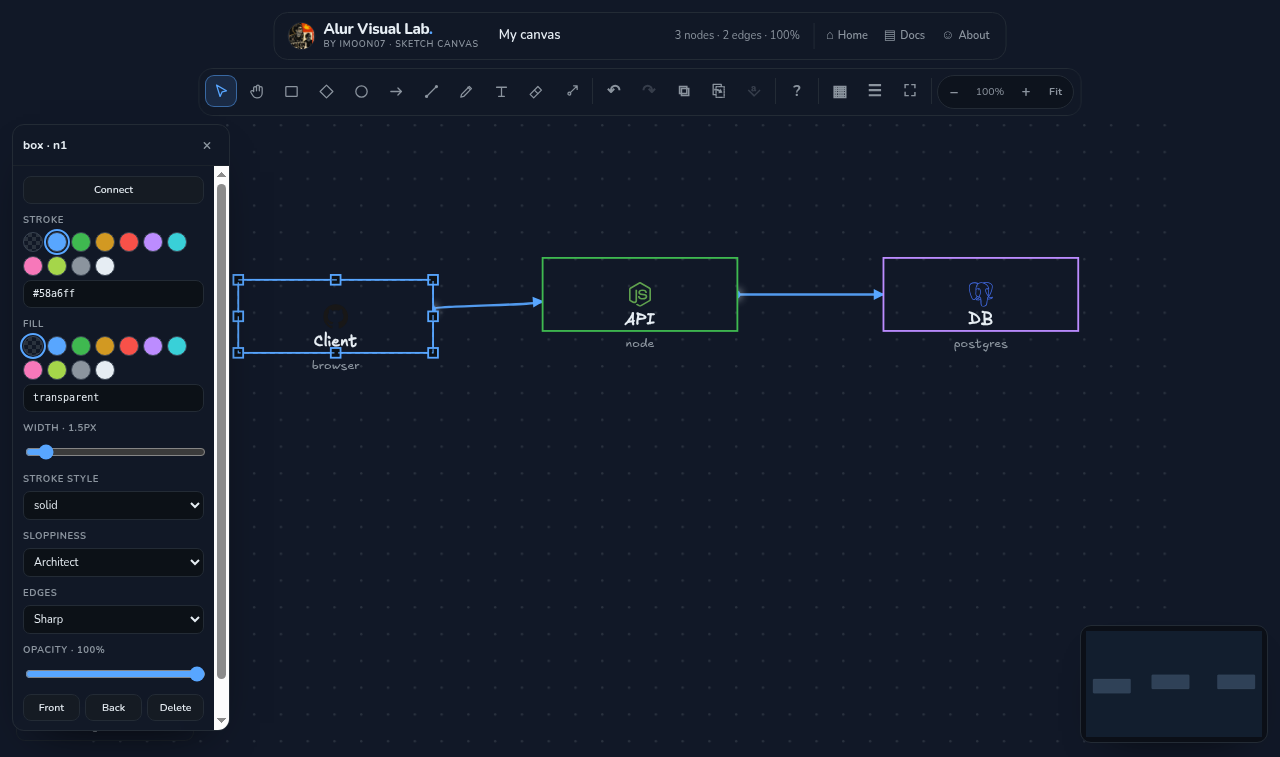 Alur Visual Lab.
BY IMOON07 · SKETCH CANVAS
My canvas
3 nodes · 2 edges · 100%
Home
Docs
About
?
− 100% + Fit
box · n1
×
Connect
STROKE
#58a6ff
FILL
transparent
WIDTH · 1.5PX
STROKE STYLE
solid
SLOPPINESS
Architect
EDGES
Sharp
OPACITY · 100%
Front
Back
Delete
Client
browser
JS
API
node
DB
postgres